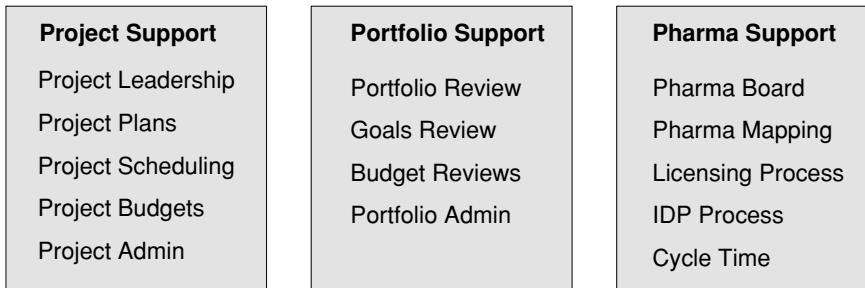 Project Support
Project Leadership
Project Plans
Project Scheduling
Project Budgets
Project Admin
Portfolio Support
Portfolio Review
Goals Review
Budget Reviews
Portfolio Admin
Pharma Support
Pharma Board
Pharma Mapping
Licensing Process
IDP Process
Cycle Time